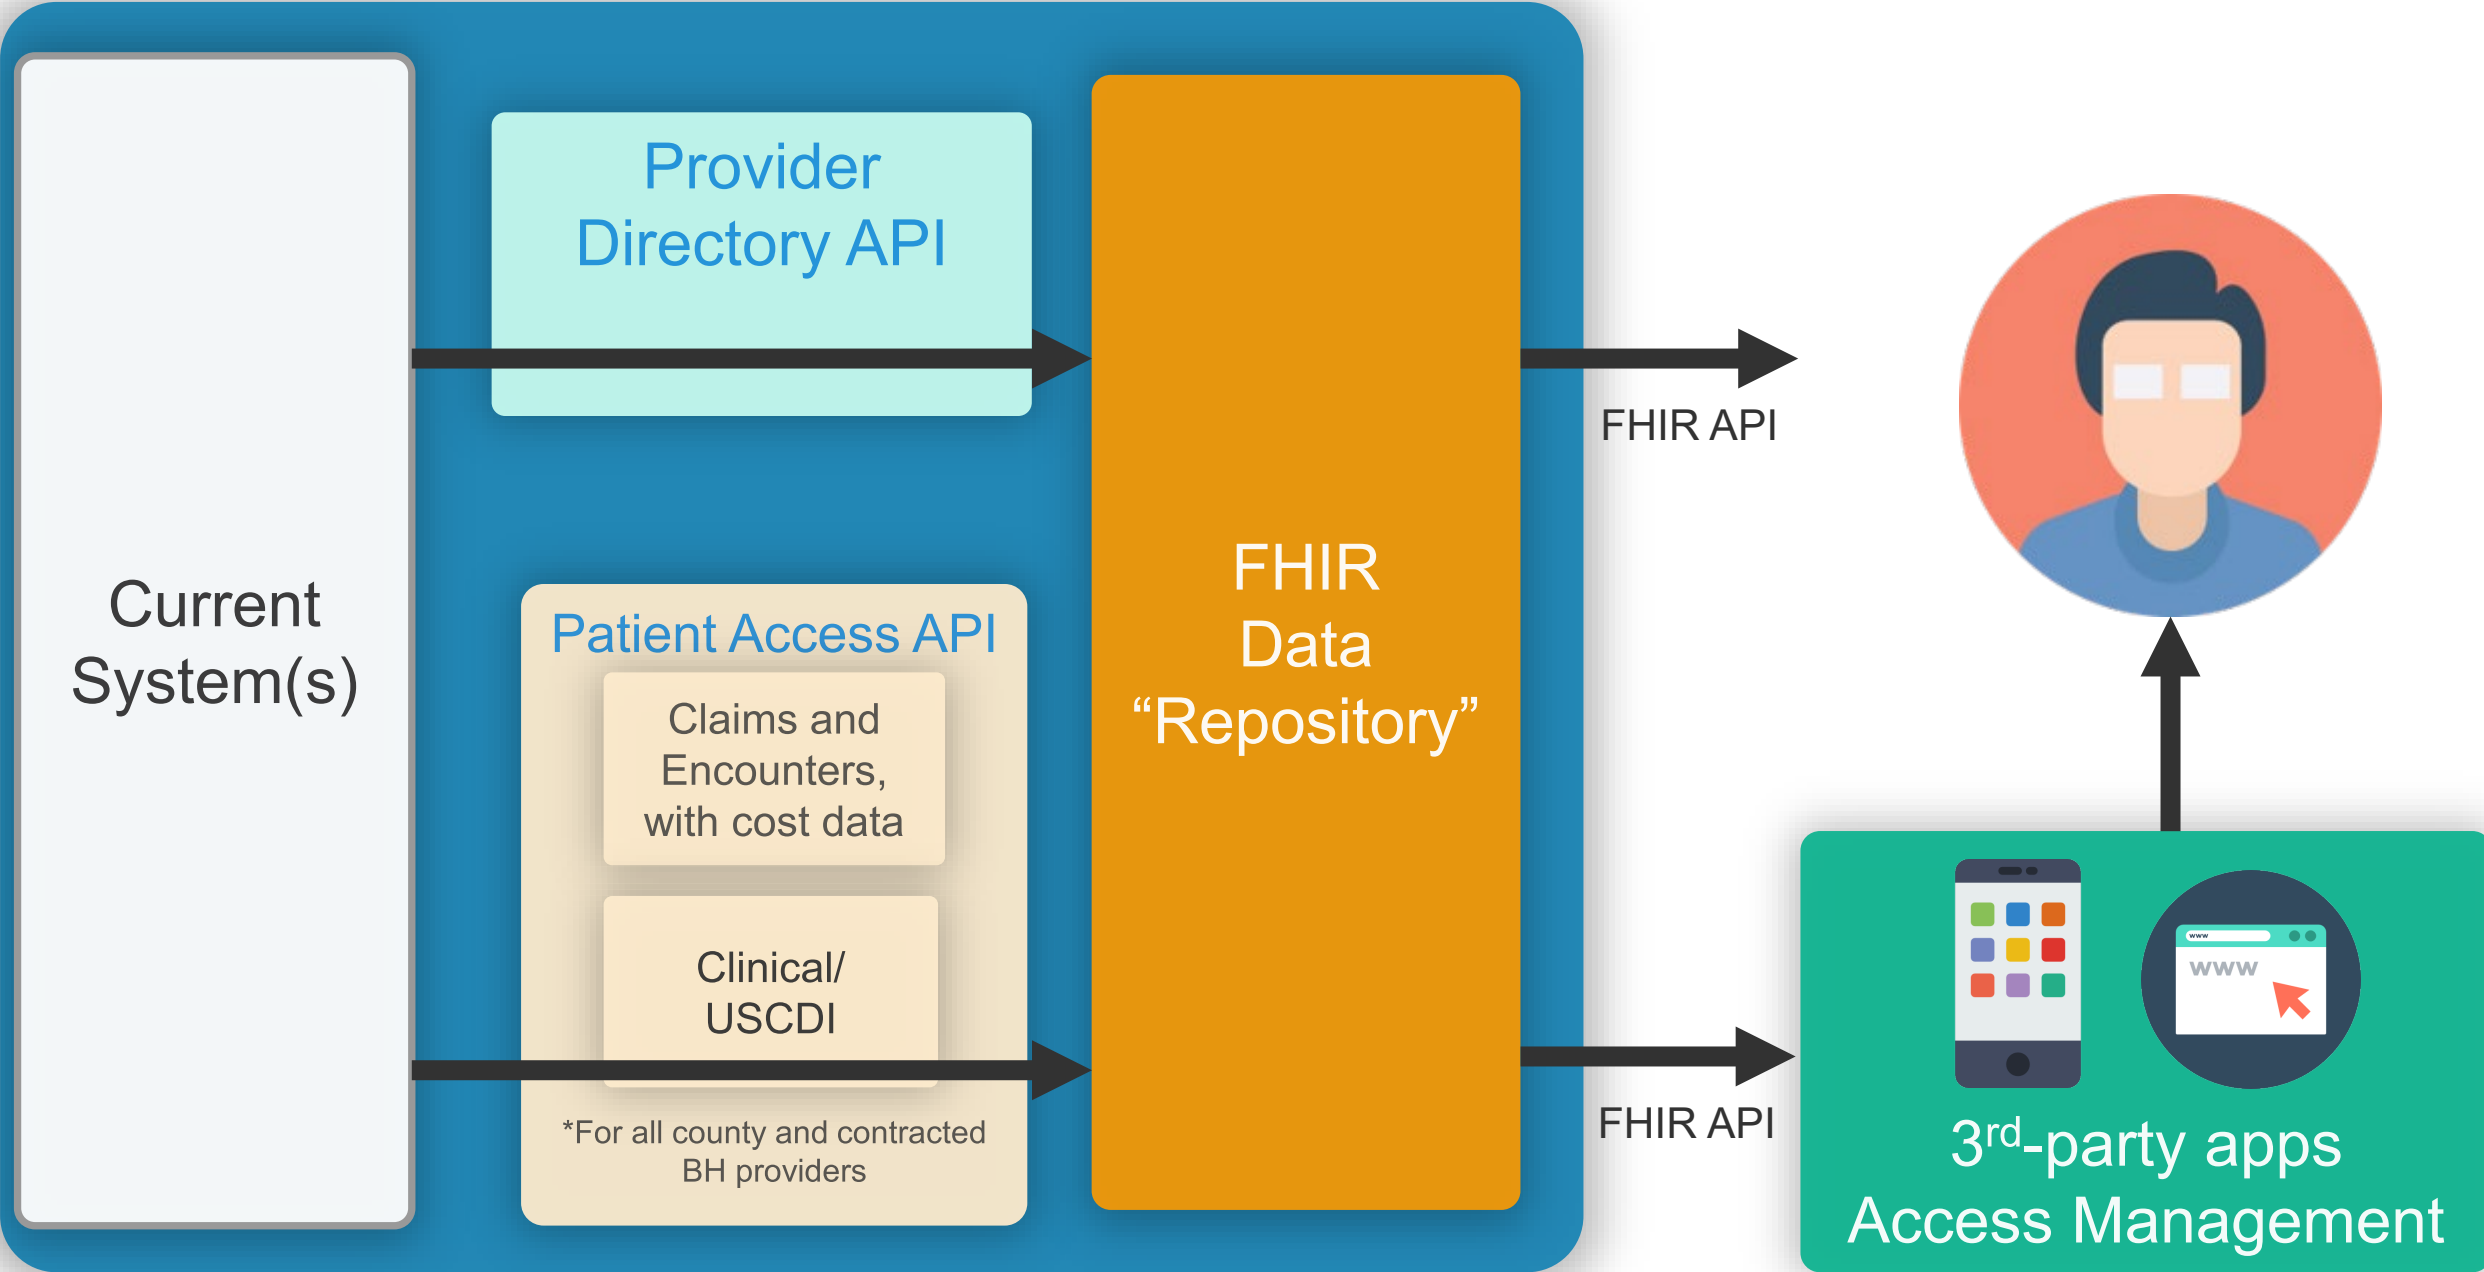 Current
System(s)
Provider
Directory API
Patient Access API
Claims and
Encounters,
with cost data
Clinical/
USCDI
*For all county and contracted
BH providers
FHIR
Data
“Repository”
FHIR API
FHIR API
www
www
3rd-party apps
Access Management